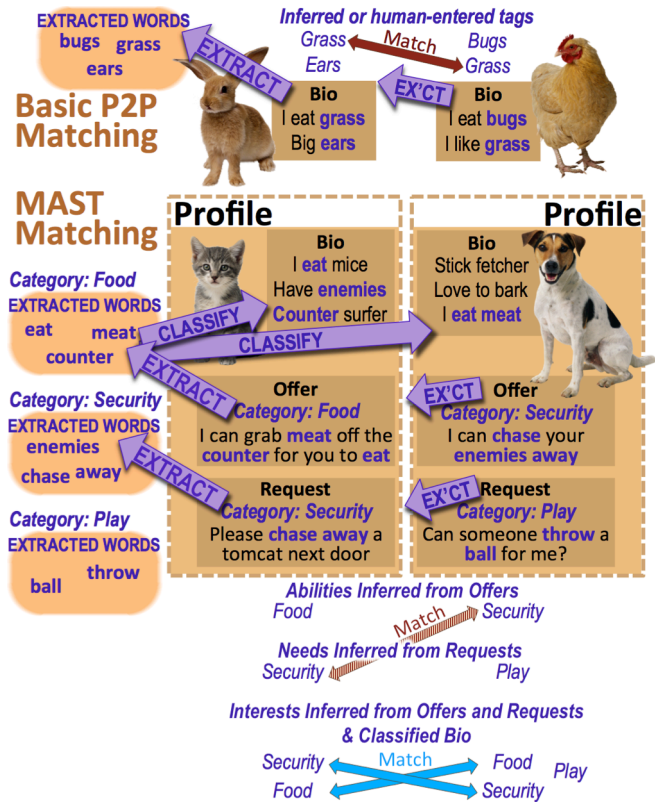 EXTRACTED WORDS
bugs grass
ears
EXTRACT
Inferred or human-entered tags
Grass Match Bugs
Ears Grass
EX'CT
Basic P2P
Matching
Bio
I eat grass
Big ears
Bio
I eat bugs
I like grass
MAST
Matching
Profile
Profile
Category: Food
EXTRACTED WORDS
eat meat
counter
Bio
I eat mice
Have enemies
Counter surfer
Bio
Stick fetcher
Love to bark
I eat meat
CLASSIFY
CLASSIFY
EXTRACT
Offer
Category: Food
I can grab meat off the
counter for you to eat
EX'CT
Offer
Category: Security
I can chase your
enemies away
Category: Security
EXTRACTED WORDS
enemies
chase away
EXTRACT
Request
Category: Security
Please chase away a
tomcat next door
EX'CT
Request
Category: Play
Can someone throw a
ball for me?
Category: Play
EXTRACTED WORDS
throw
ball
Abilities Inferred from Offers
Food Security
Match
Needs Inferred from Requests
Security Play
Interests Inferred from Offers and Requests
& Classified Bio
Security Match Food Play
Food Security